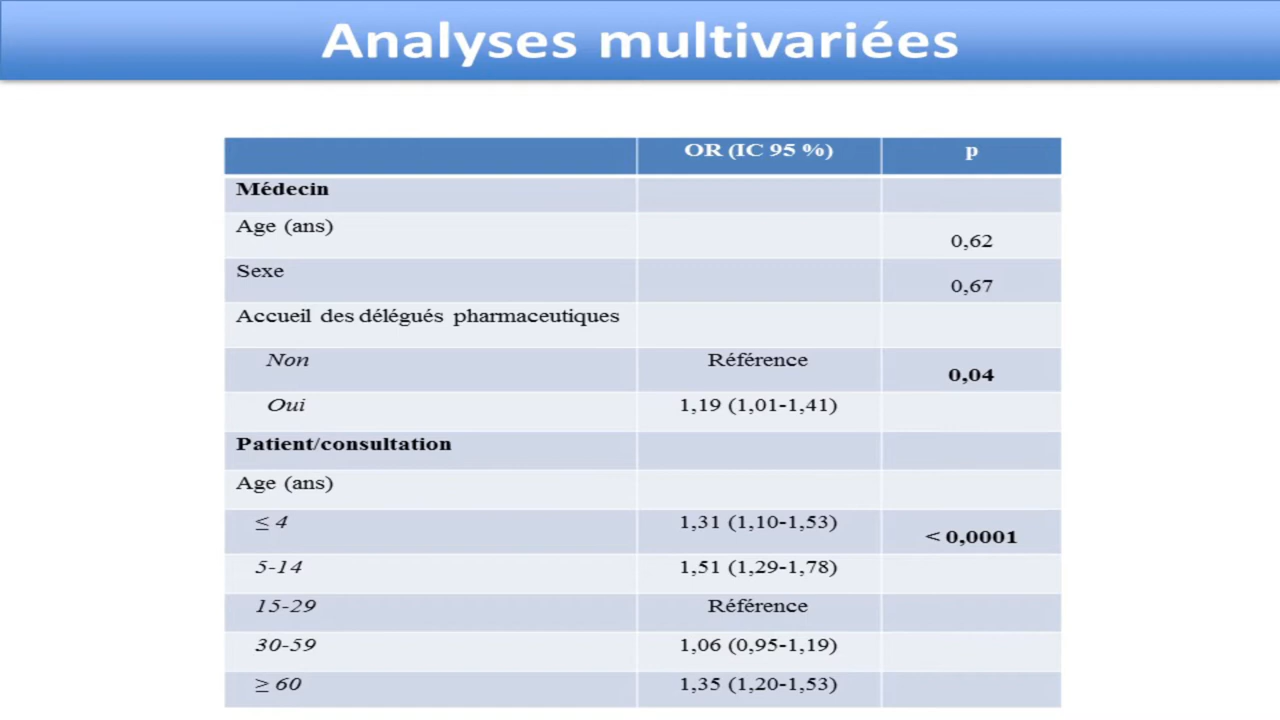 Analyses multivariées
OR (IC 95 %) p
Médecin
Age (ans)
0,62
Sexe
0,67
Accueil des délégués pharmaceutiques
Non Référence
0,04
Oui 1,19 (1,01-1,41)
Patient/consultation
Age (ans)
≤ 4 1,31 (1,10-1,53)
< 0,0001
5-14 1,51 (1,29-1,78)
15-29 Référence
30-59 1,06 (0,95-1,19)
≥ 60 1,35 (1,20-1,53)